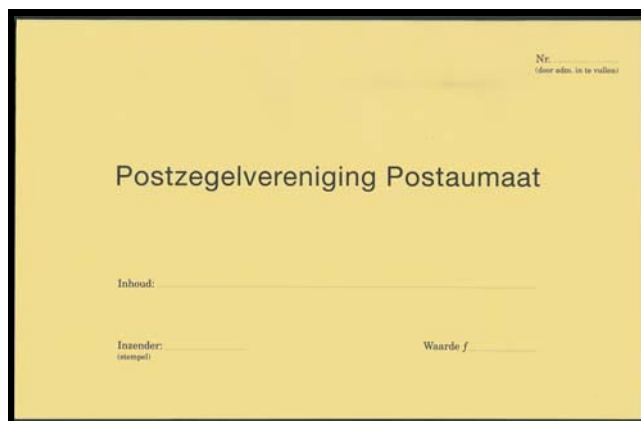 Nr.
(door adm. in te vullen)
Postzegelvereniging Postaumaat
Inhoud:
Inzender:
(stempel)
Waarde ƒ